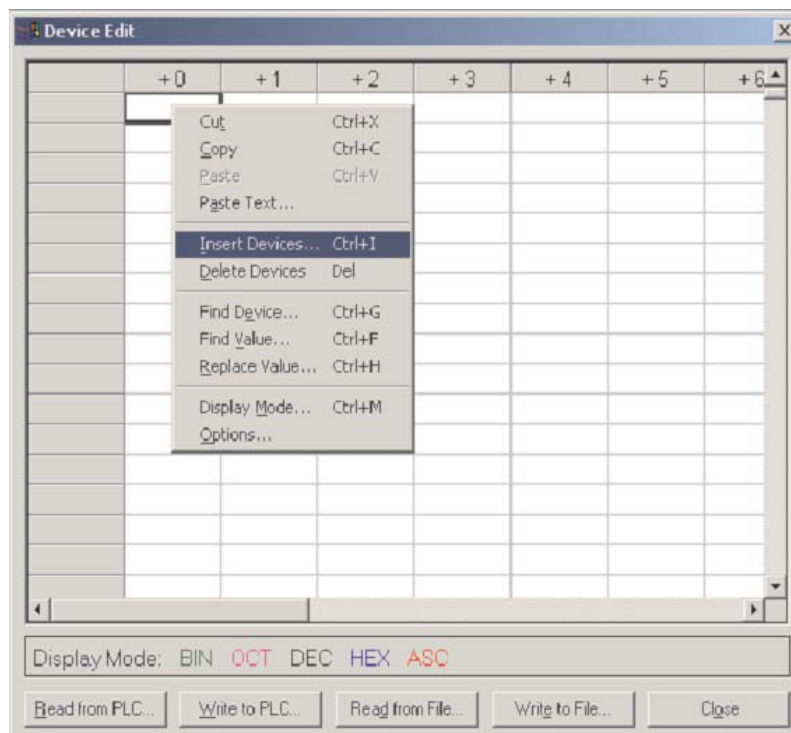 Device Edit X
+0 +1 +2 +3 +4 +5 +6
Cut Ctrl+X
Copy Ctrl+C
Paste Ctrl+V
Paste Text...
Insert Devices... Ctrl+I
Delete Devices Del
Find Device... Ctrl+G
Find Value... Ctrl+F
Replace Value... Ctrl+H
Display Mode... Ctrl+M
Options...
Display Mode: BIN OCT DEC HEX ASC
Read from PLC... Write to PLC... Read from File... Write to File... Close